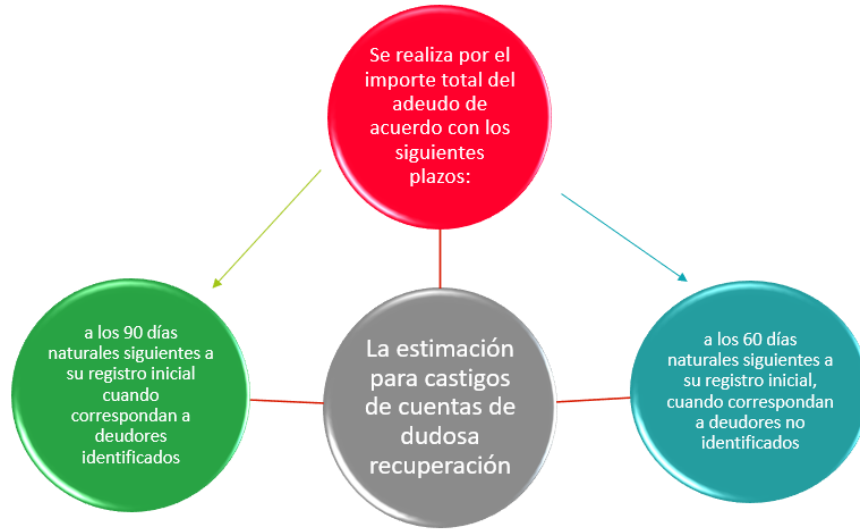 Se realiza por el
importe total del
adeudo de
acuerdo con los
siguientes
plazos:
a los 90 días
naturales siguientes a
su registro inicial
cuando
correspondan a
deudores
identificados
La estimación
para castigos
de cuentas de
dudosa
recuperación
a los 60 días
naturales siguientes a
su registro inicial,
cuando correspondan
a deudores no
identificados